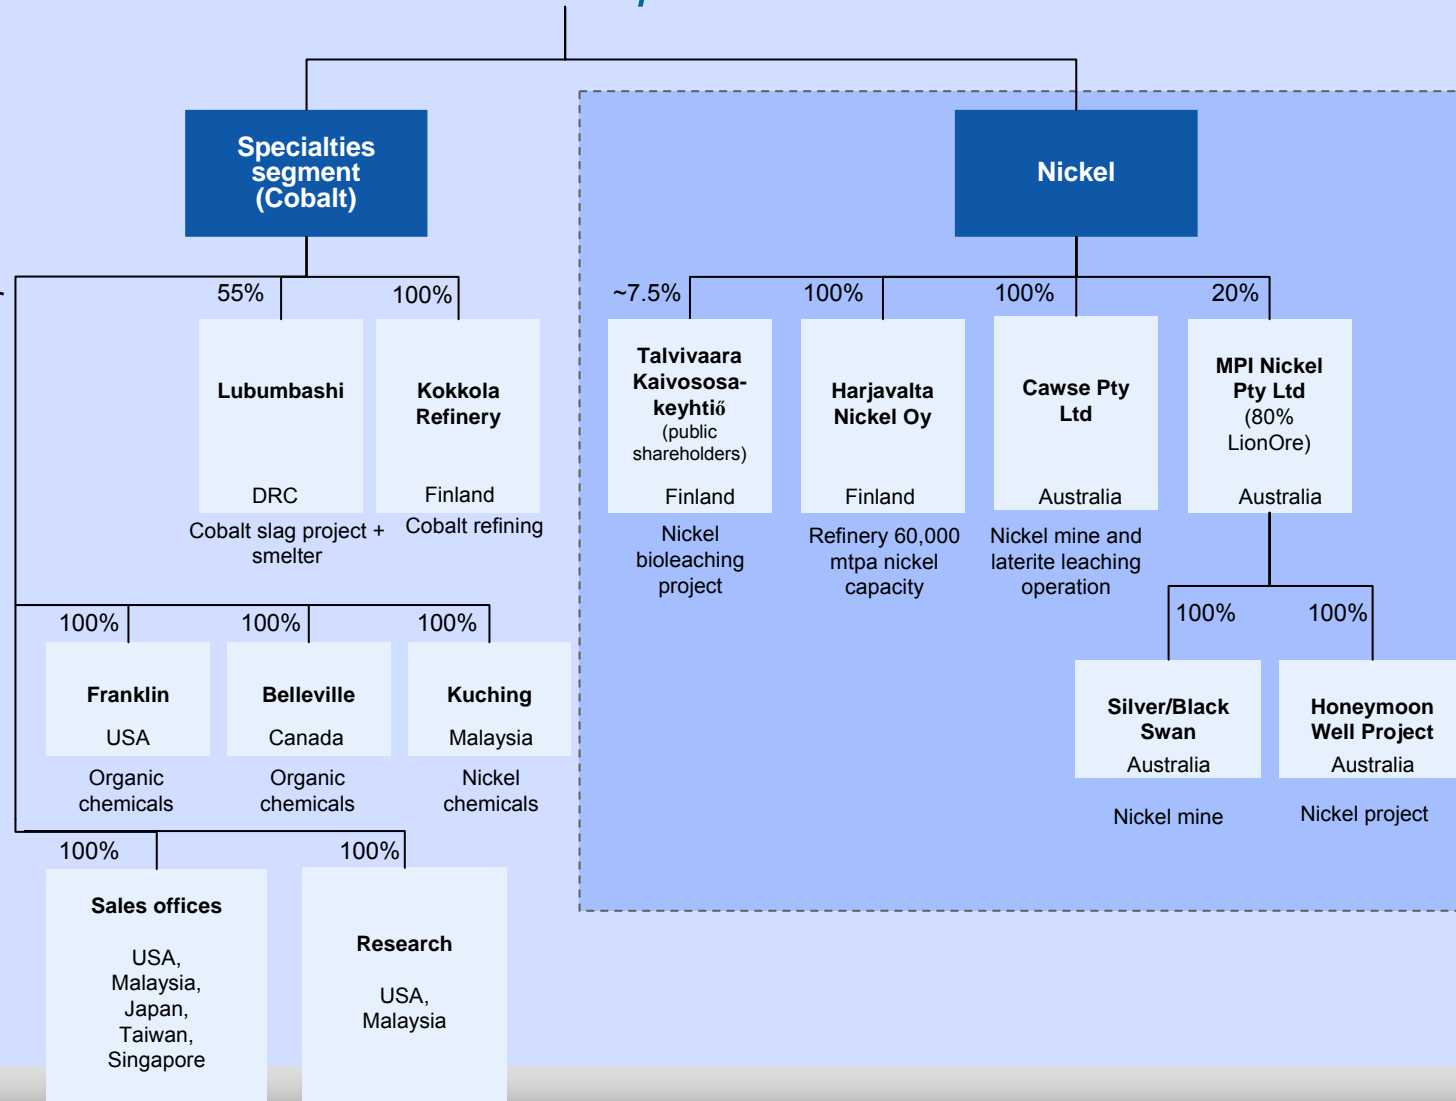 Specialties
segment
(Cobalt)
Nickel
55%
100%
~7.5%
100%
100%
20%
Lubumbashi
DRC
Cobalt slag project +
smelter
Kokkola
Refinery
Finland
Cobalt refining
Talvivaara
Kaivososa-
keyhtiő
(public
shareholders)
Finland
Nickel
bioleaching
project
Harjavalta
Nickel Oy
Finland
Refinery 60,000
mtpa nickel
capacity
Cawse Pty
Ltd
Australia
Nickel mine and
laterite leaching
operation
MPI Nickel
Pty Ltd
(80%
LionOre)
Australia
100%
100%
100%
100%
100%
Franklin
USA
Organic
chemicals
Belleville
Canada
Organic
chemicals
Kuching
Malaysia
Nickel
chemicals
Silver/Black
Swan
Australia
Nickel mine
Honeymoon
Well Project
Australia
Nickel project
100%
100%
Sales offices
USA,
Malaysia,
Japan,
Taiwan,
Singapore
Research
USA,
Malaysia